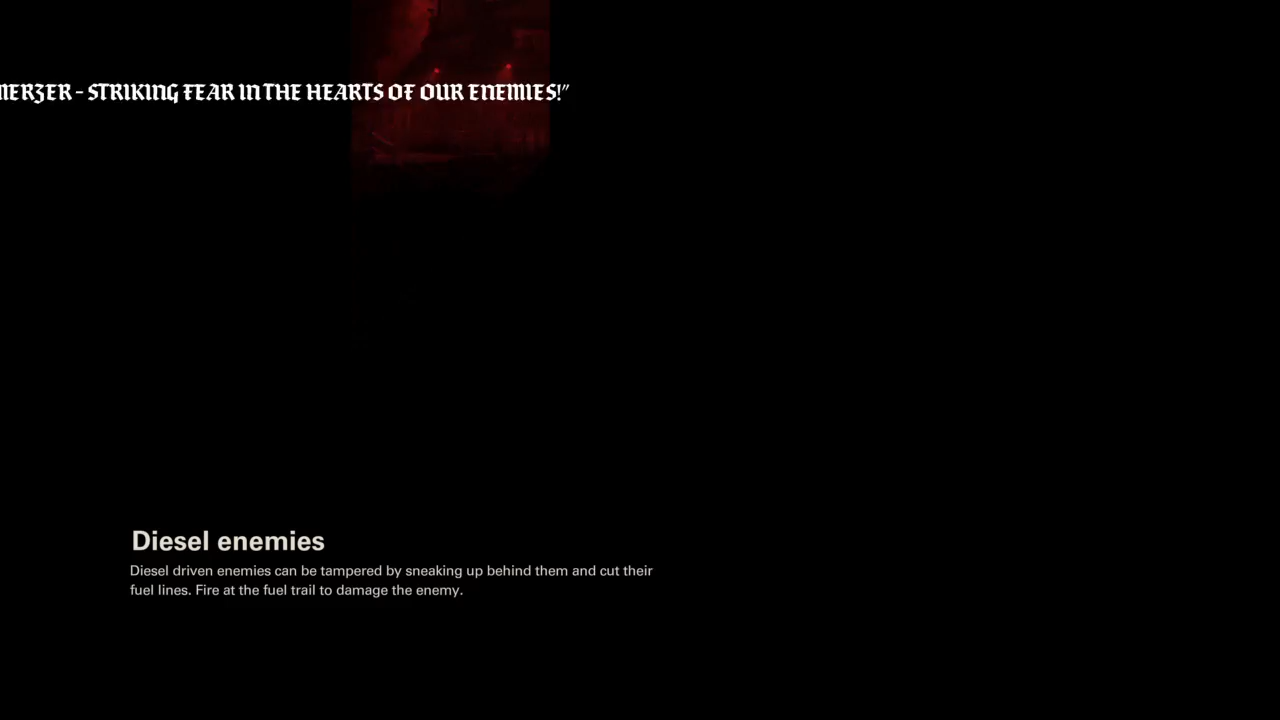 - STRIKING FEAR IN THE HEARTS OF OUR ENEMIES!"
Diesel enemies
Diesel driven enemies can be tampered by sneaking up behind them and cut their
fuel lines. Fire at the fuel trail to damage the enemy.